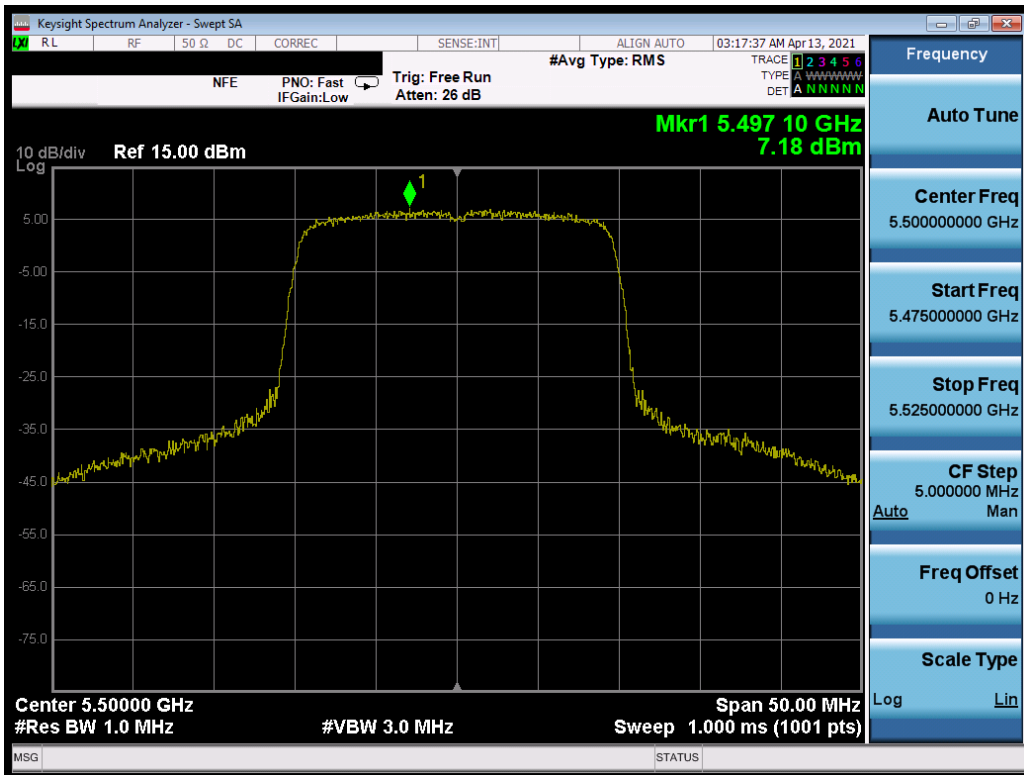 Keysight Spectrum Analyzer - Swept SA
LXI RL RF 50 Ω DC CORREC SENSE:INT ALIGN AUTO 03:17:37 AM Apr 13, 2021
#Avg Type: RMS
TRACE 1 2 3 4 5 6
TYPE A WWWWW
DET A N N N N N
NFE PNO: Fast Trig: Free Run
IFGain:Low Atten: 26 dB
Mkr1 5.497 10 GHz
7.18 dBm
10 dB/div Ref 15.00 dBm
Log
1
5.00
-5.00
-15.0
-25.0
-35.0
-45.0
-55.0
-65.0
-75.0
Center 5.50000 GHz Span 50.00 MHz
#Res BW 1.0 MHz #VBW 3.0 MHz Sweep 1.000 ms (1001 pts)
MSG STATUS
Frequency
Auto Tune
Center Freq
5.500000000 GHz
Start Freq
5.475000000 GHz
Stop Freq
5.525000000 GHz
CF Step
5.000000 MHz
Auto Man
Freq Offset
0 Hz
Scale Type
Log Lin